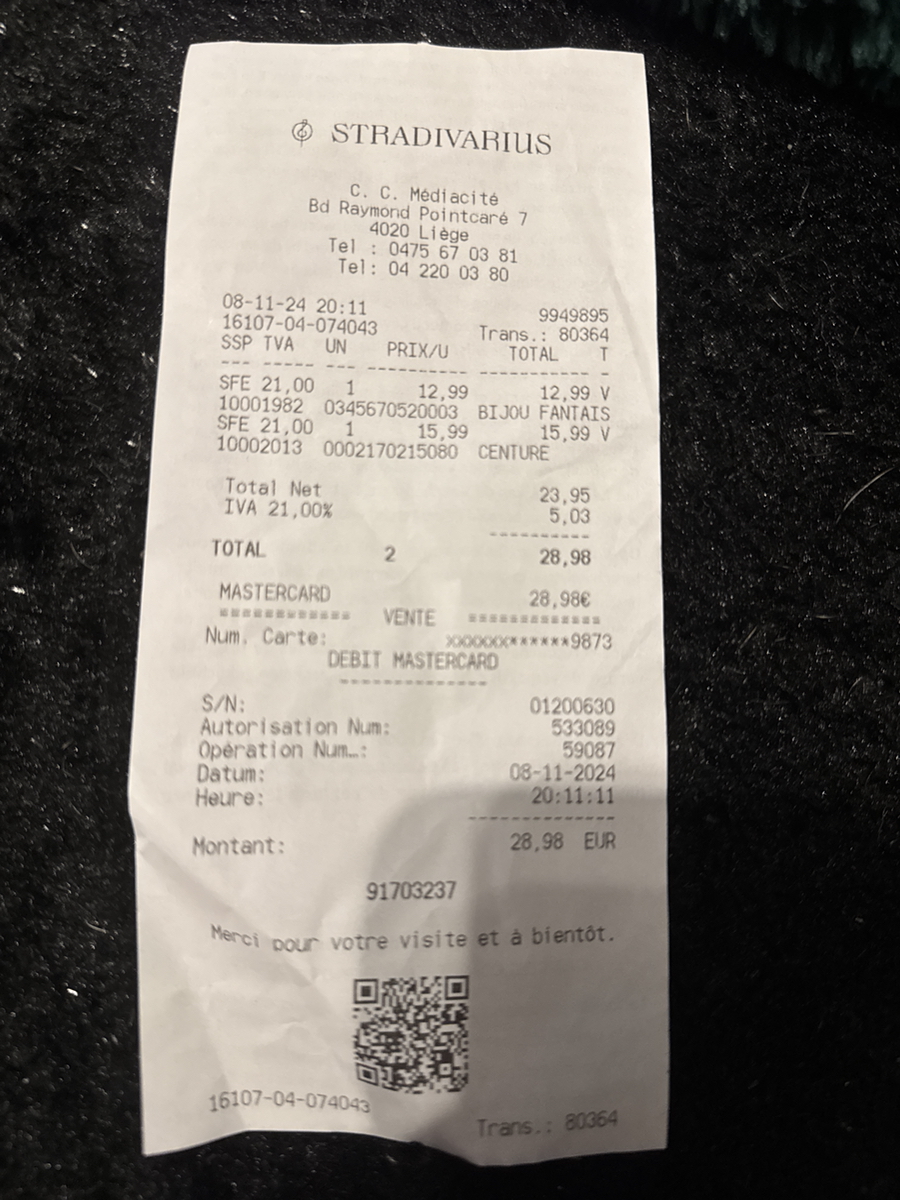 STRADIVARIUS
C. C. Médiacité
Bd Raymond Pointcaré 7
4020 Liège
Tel : 0475 67 03 81
Tel: 04 220 03 80
08-11-24 20:11 9949895
16107-04-074043 Trans.: 80364
SSP TVA UN PRIX/U TOTAL T
--- ----- --- ---------- ----------- -
SFE 21,00 1 12,99 12,99 V
10001982 0345670520003 BIJOU FANTAIS
SFE 21,00 1 15,99 15,99 V
10002013 0002170215080 CENTURE
Total Net 23,95
IVA 21,00% 5,03
----------
TOTAL 2 28,98
MASTERCARD 28,98€
============ VENTE ============
Num. Carte: XXXXXX******9873
DEBIT MASTERCARD
--------------
S/N: 01200630
Autorisation Num: 533089
Opération Num…: 59087
Datum: 08-11-2024
Heure: 20:11:11
--------------
Montant: 28,98 EUR
91703237
Merci pour votre visite et à bientôt.
16107-04-074043
Trans.: 80364